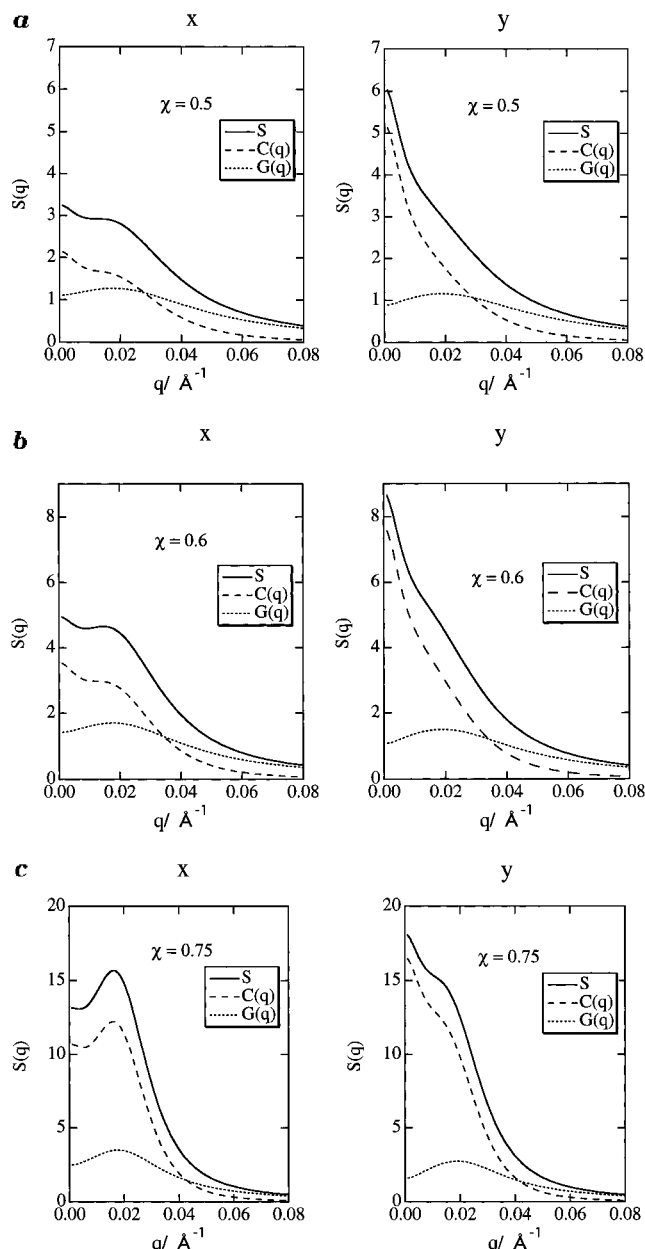 a x y
7
6
5
4
3
2
1
0
S(q)
χ = 0.5
S
C(q)
G(q)
0.00 0.02 0.04 0.06 0.08
q/ Å⁻¹
7
6
5
4
3
2
1
0
S(q)
χ = 0.5
S
C(q)
G(q)
0.00 0.02 0.04 0.06 0.08
q/ Å⁻¹
b x y
8
6
4
2
0
S(q)
χ = 0.6
S
C(q)
G(q)
0.00 0.02 0.04 0.06 0.08
q/ Å⁻¹
8
6
4
2
0
S(q)
χ = 0.6
S
C(q)
G(q)
0.00 0.02 0.04 0.06 0.08
q/ Å⁻¹
c x y
20
15
10
5
0
S(q)
χ = 0.75
S
C(q)
G(q)
0.00 0.02 0.04 0.06 0.08
q/ Å⁻¹
20
15
10
5
0
S(q)
χ = 0.75
S
C(q)
G(q)
0.00 0.02 0.04 0.06 0.08
q/ Å⁻¹